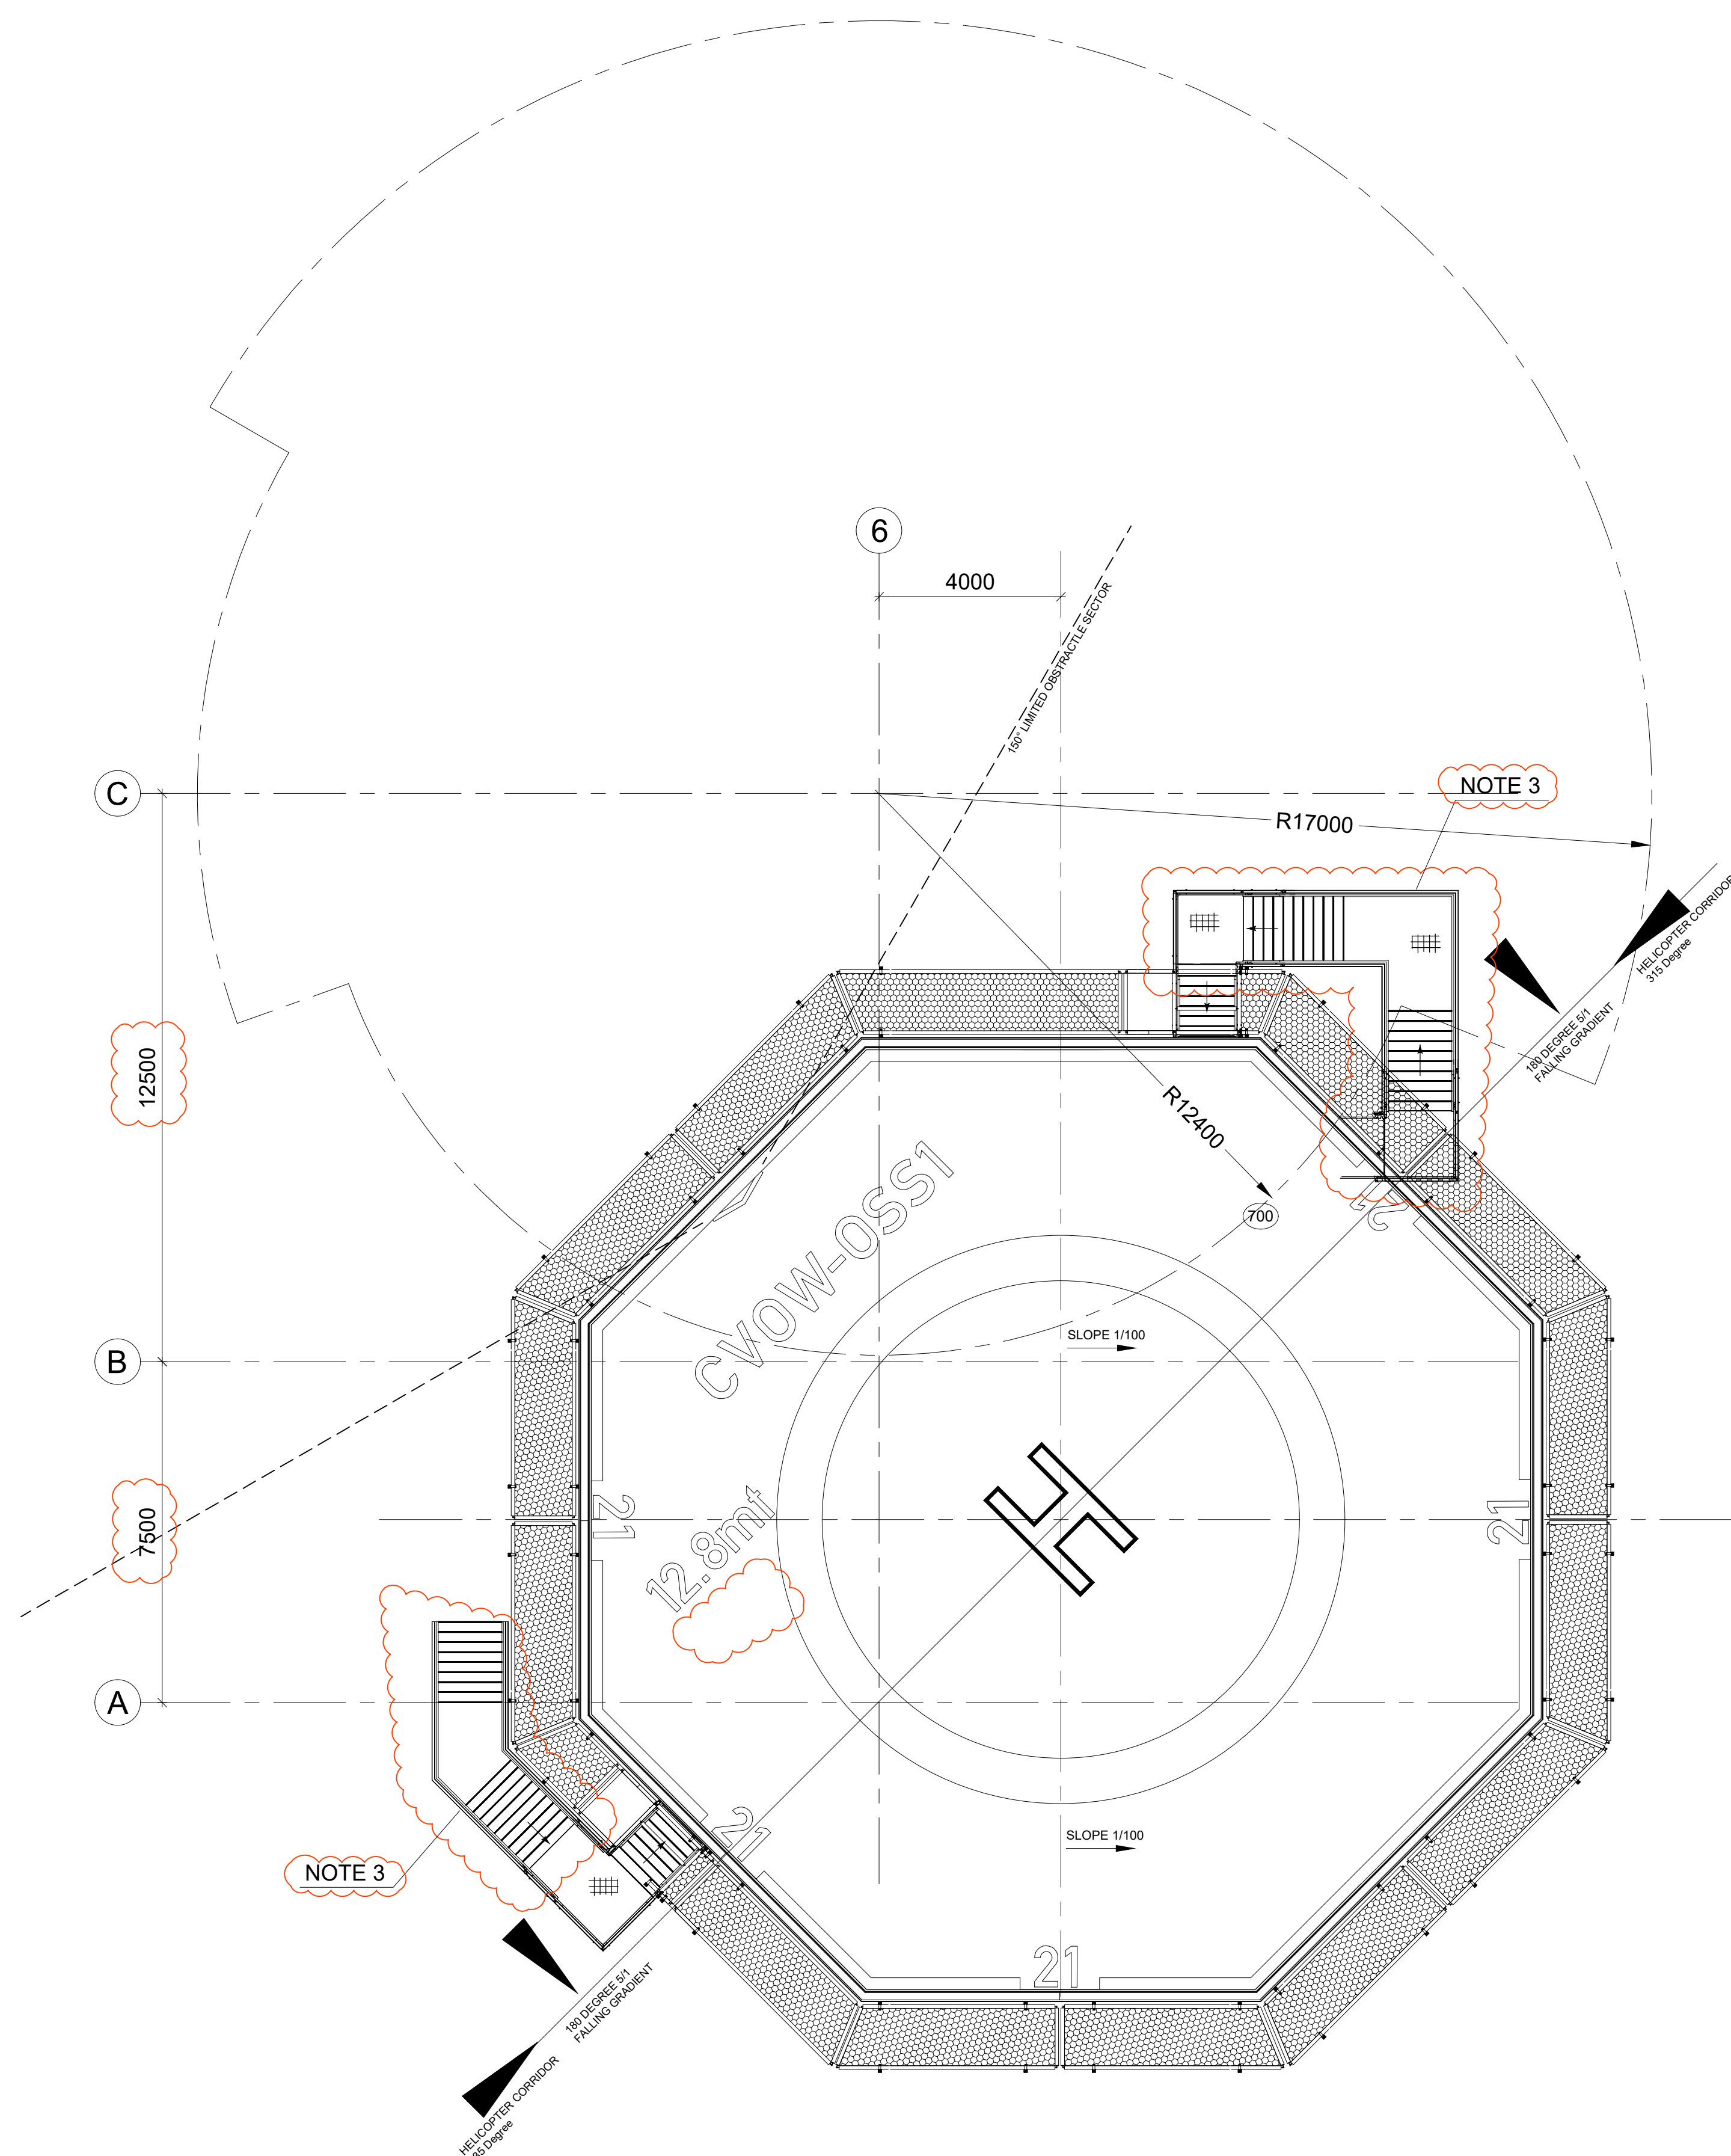 6
4000
150° LIMITED OBSTRACTLE SECTOR
C
NOTE 3
R17000
HELICOPTER CORRIDOR
315 Degree
180 DEGREE 5/1
FALLING GRADIENT
12500
R12400
700
21
CVOW-OSS1
SLOPE 1/100
B
7500
21
12.8mt
H
21
A
21
SLOPE 1/100
NOTE 3
21
180 DEGREE 5/1
FALLING GRADIENT
HELICOPTER CORRIDOR
35 Degree